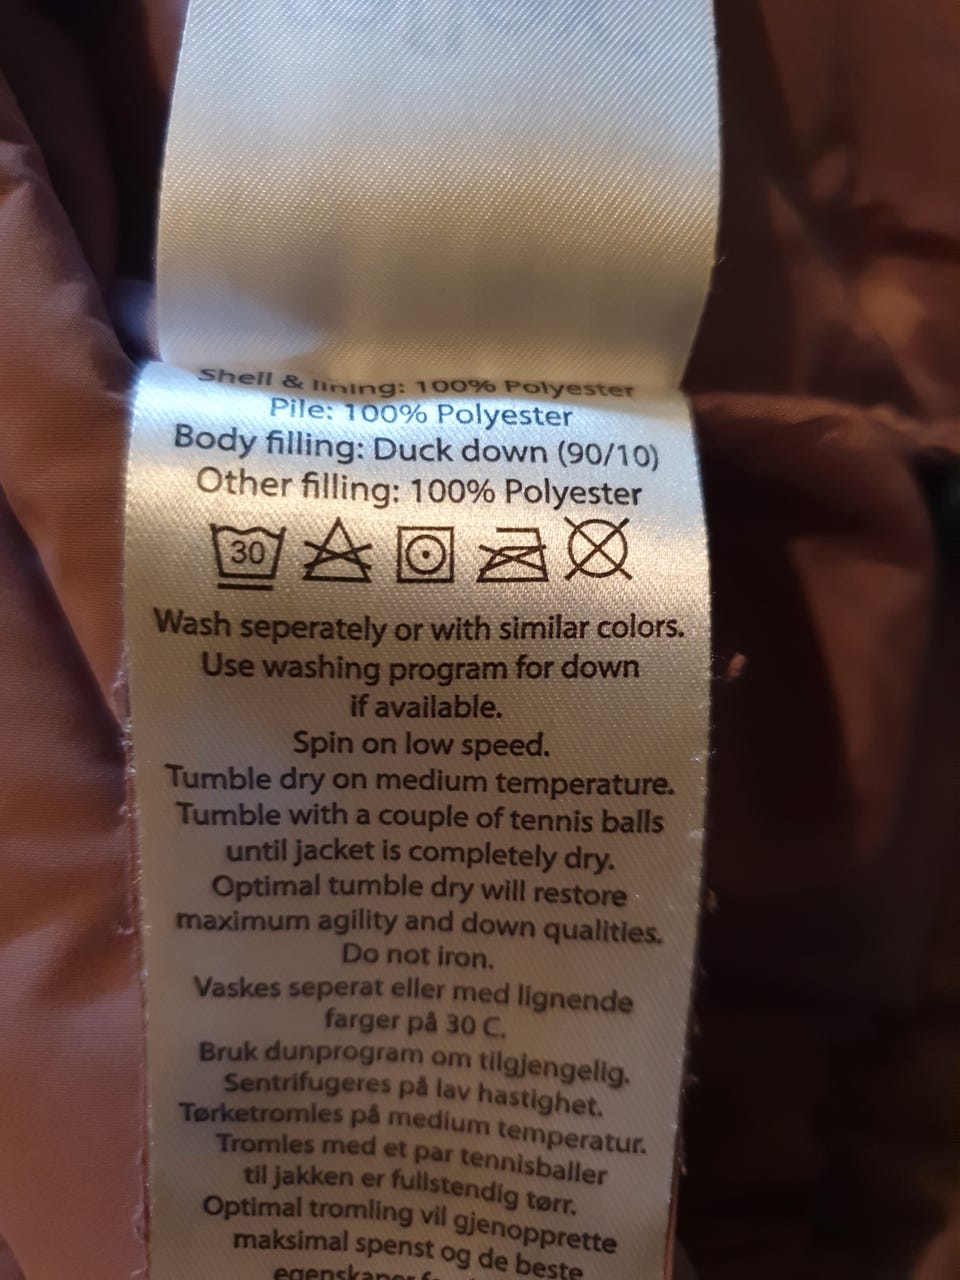 Shell & lining: 100% Polyester
Pile: 100% Polyester
Body filling: Duck down (90/10)
Other filling: 100% Polyester
30
Wash seperately or with similar colors.
Use washing program for down
if available.
Spin on low speed.
Tumble dry on medium temperature.
Tumble with a couple of tennis balls
until jacket is completely dry.
Optimal tumble dry will restore
maximum agility and down qualities.
Do not iron.
Vaskes seperat eller med lignende
farger på 30 C.
Bruk dunprogram om tilgjengelig.
Sentrifugeres på lav hastighet.
Tørketromles på medium temperatur.
Tromles med et par tennisballer
til jakken er fullstendig tørr.
Optimal tromling vil gjenopprette
maksimal spenst og de beste
egenskaper